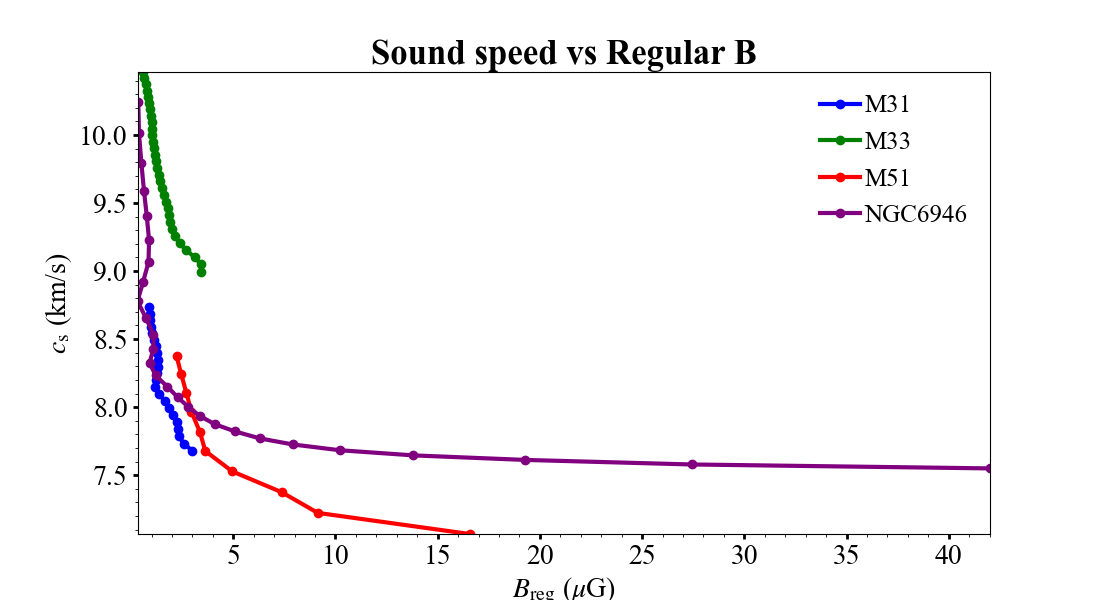 Sound speed vs Regular B
M31
M33
M51
NGC6946
10.0
9.5
9.0
8.5
8.0
7.5
c_s (km/s)
5 10 15 20 25 30 35 40
B_reg (μG)